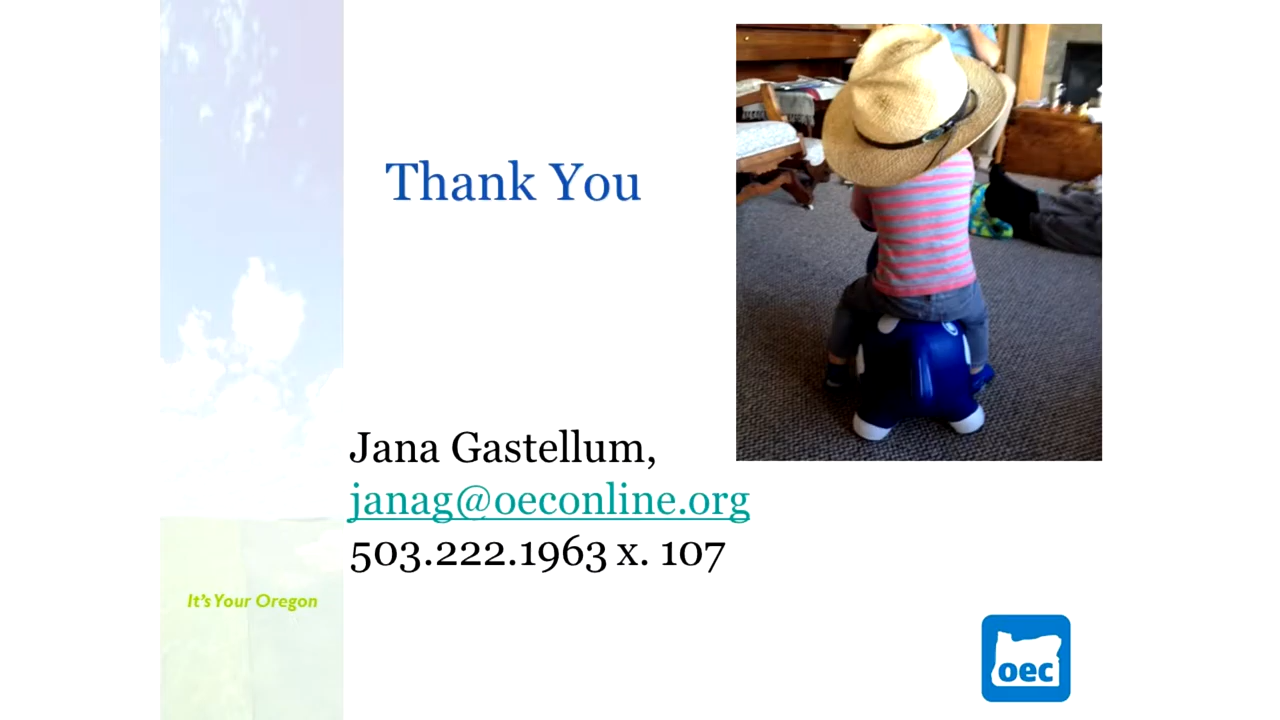 Thank You
Jana Gastellum,
janag@oeconline.org
503.222.1963 x. 107
It's Your Oregon
oec